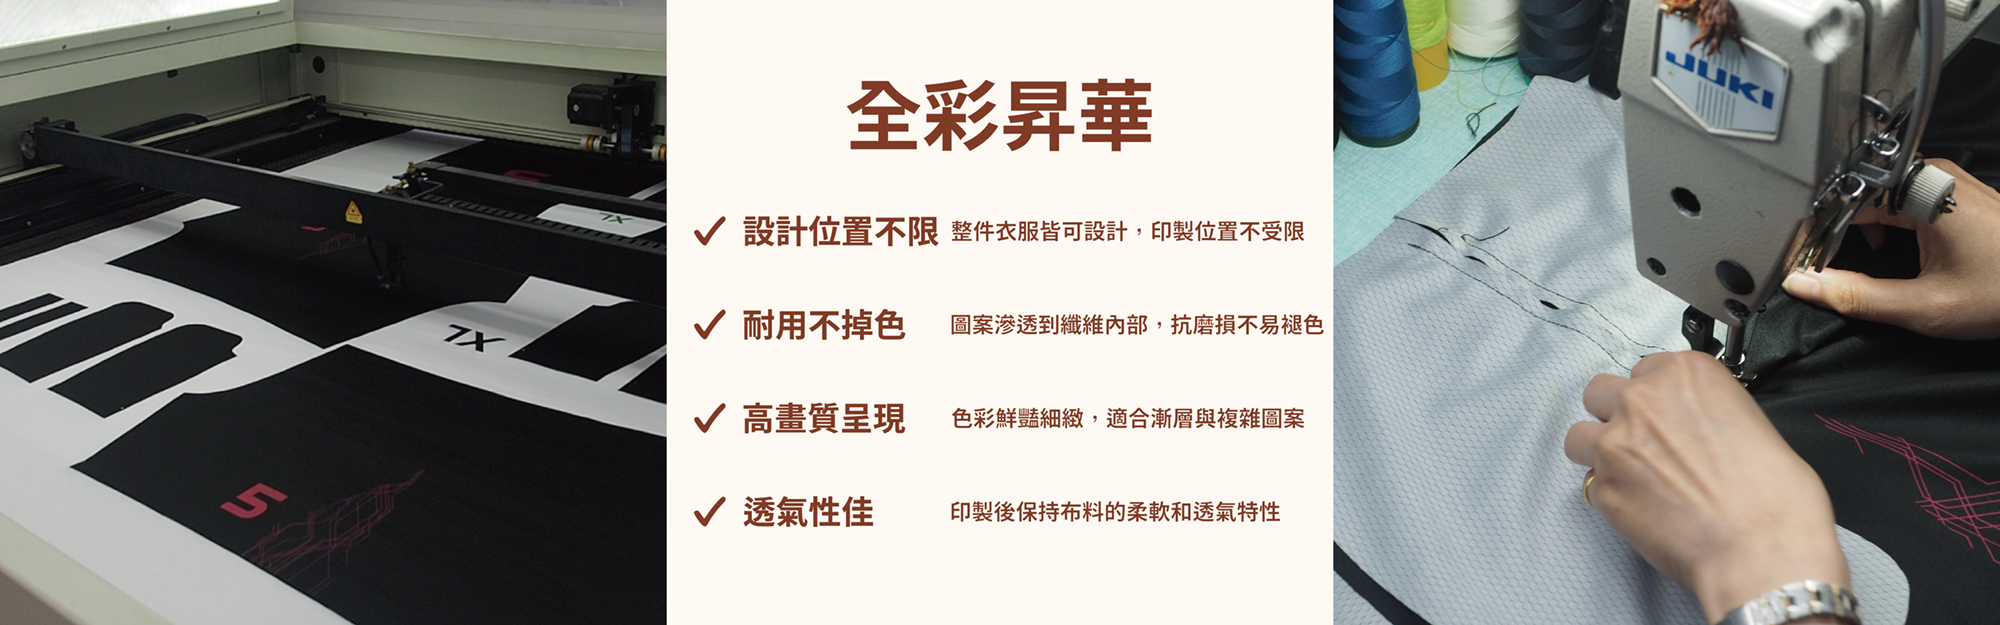 全彩昇華
設計位置不限 整件衣服皆可設計，印製位置不受限
耐用不掉色 圖案滲透到纖維內部，抗磨損不易褪色
高畫質呈現 色彩鮮豔細緻，適合漸層與複雜圖案
透氣性佳 印製後保持布料的柔軟和透氣特性
XL
XL
5
JUKI